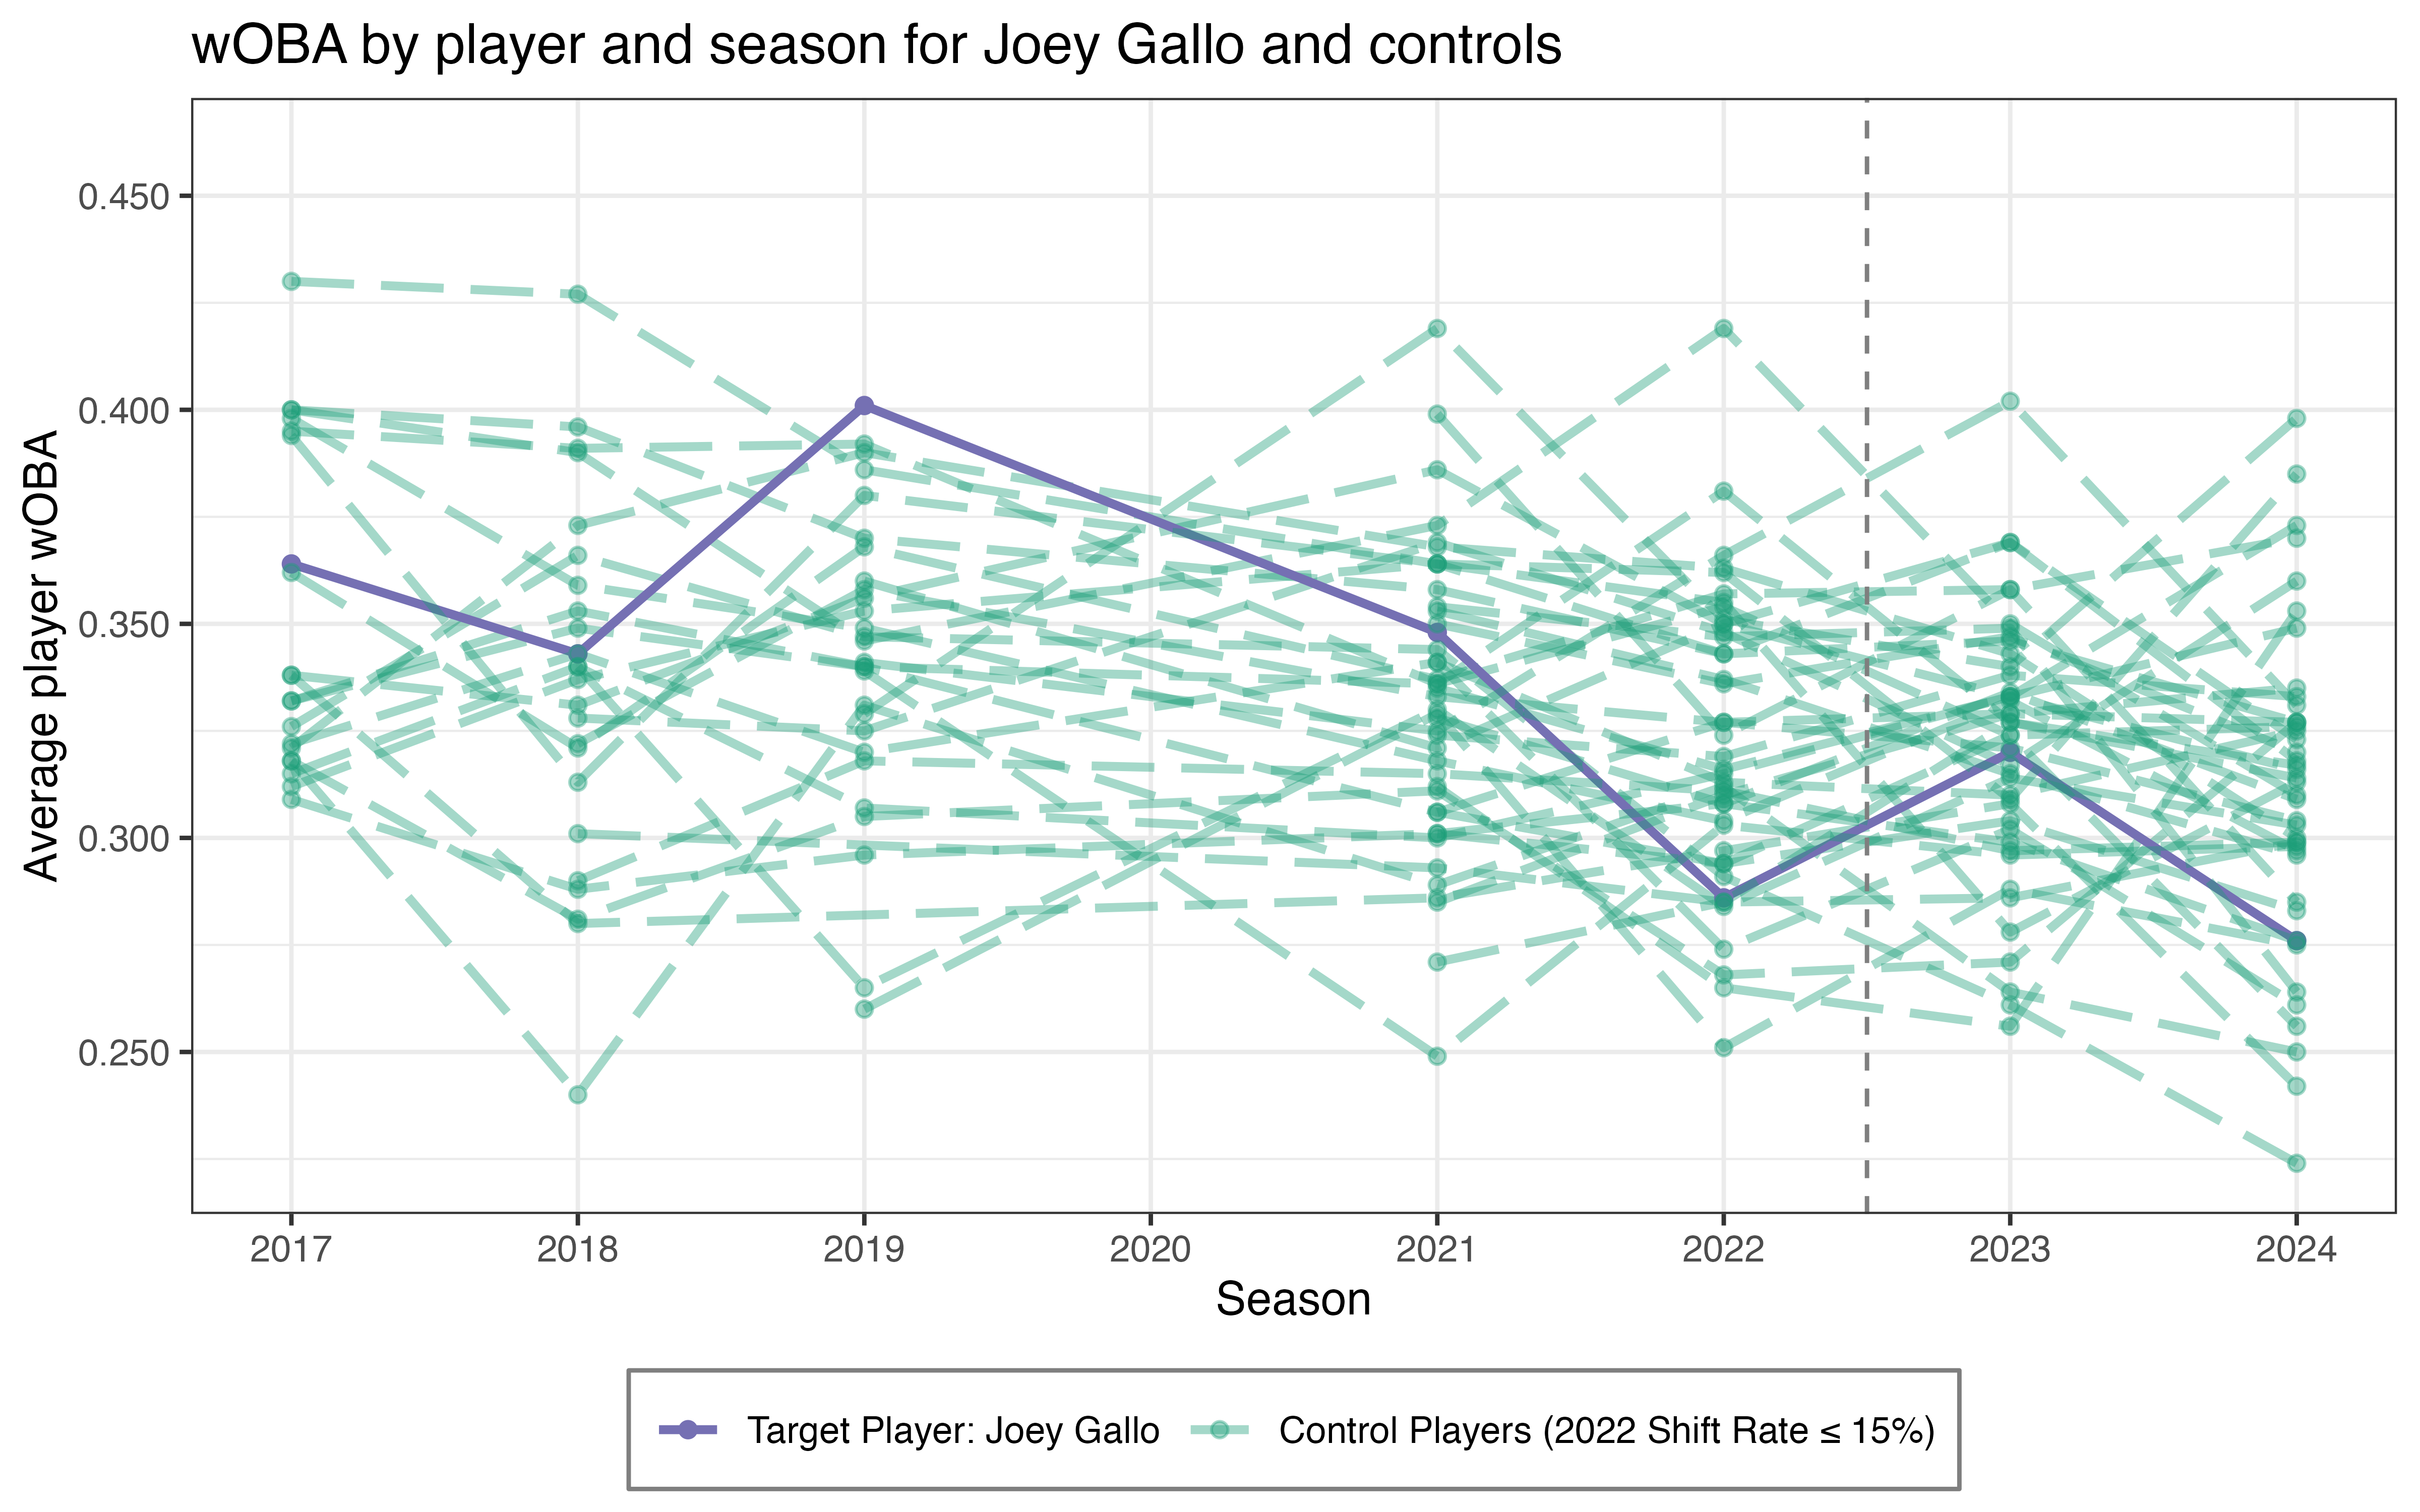 wOBA by player and season for Joey Gallo and controls
Average player wOBA
0.450
0.400
0.350
0.300
0.250
2017 2018 2019 2020 2021 2022 2023 2024
Season
Target Player: Joey Gallo Control Players (2022 Shift Rate ≤ 15%)